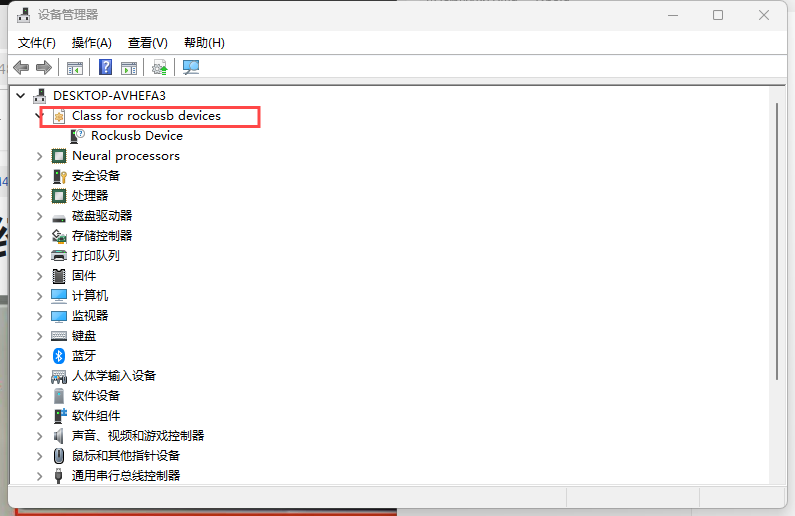 设备管理器
文件(F) 操作(A) 查看(V) 帮助(H)
DESKTOP-AVHEFA3
Class for rockusb devices
Rockusb Device
Neural processors
安全设备
处理器
磁盘驱动器
存储控制器
打印队列
固件
计算机
监视器
键盘
蓝牙
人体学输入设备
软件设备
软件组件
声音、视频和游戏控制器
鼠标和其他指针设备
通用串行总线控制器